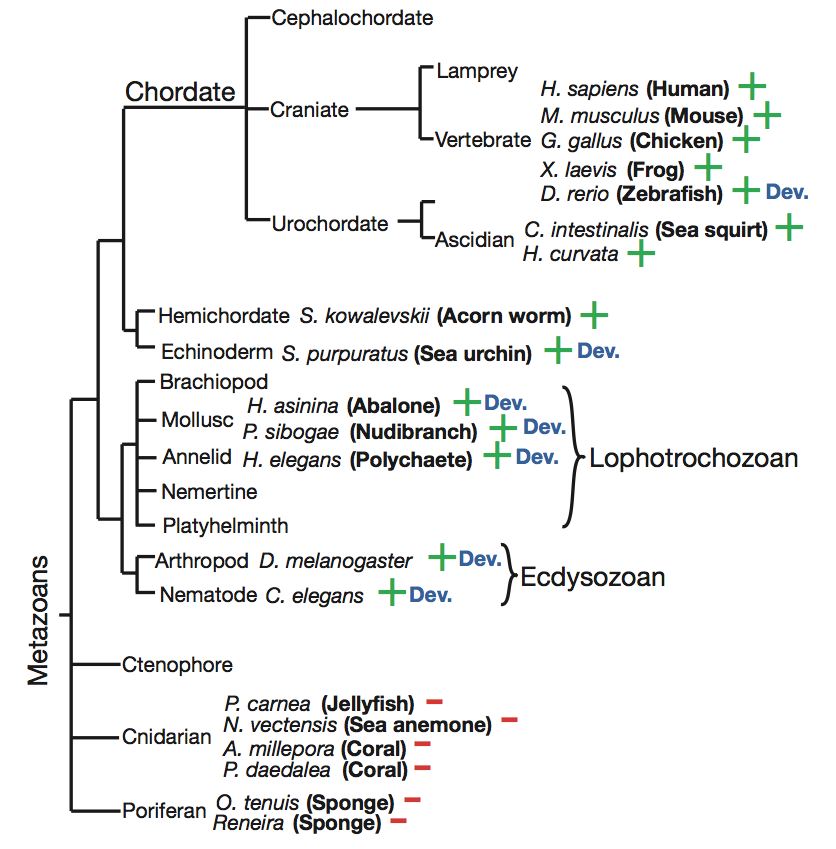 Cephalochordate
Chordate
Craniate
Lamprey
Vertebrate
H. sapiens (Human) +
M. musculus (Mouse) +
G. gallus (Chicken) +
X. laevis (Frog) +
D. rerio (Zebrafish) + Dev.
Urochordate
Ascidian
C. intestinalis (Sea squirt) +
H. curvata +
Hemichordate S. kowalevskii (Acorn worm) +
Echinoderm S. purpuratus (Sea urchin) + Dev.
Brachiopod
Mollusc
H. asinina (Abalone) + Dev.
P. sibogae (Nudibranch) + Dev.
Annelid H. elegans (Polychaete) + Dev.
Nemertine
Platyhelminth
Lophotrochozoan
Arthropod D. melanogaster + Dev.
Nematode C. elegans + Dev.
Ecdysozoan
Metazoans
Ctenophore
Cnidarian
P. carnea (Jellyfish) -
N. vectensis (Sea anemone) -
A. millepora (Coral) -
P. daedalea (Coral) -
Poriferan
O. tenuis (Sponge) -
Reneira (Sponge) -